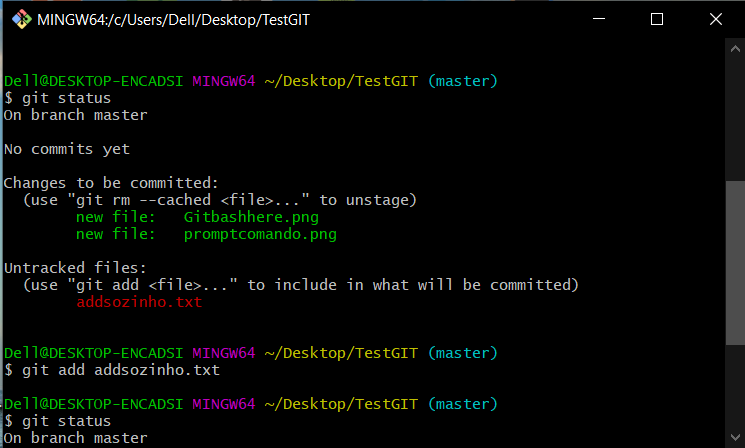 MINGW64:/c/Users/Dell/Desktop/TestGIT
Dell@DESKTOP-ENCADSI MINGW64 ~/Desktop/TestGIT (master)
$ git status
On branch master
No commits yet
Changes to be committed:
  (use "git rm --cached <file>..." to unstage)
        new file:   Gitbashhere.png
        new file:   promptcomando.png
Untracked files:
  (use "git add <file>..." to include in what will be committed)
        addsozinho.txt
Dell@DESKTOP-ENCADSI MINGW64 ~/Desktop/TestGIT (master)
$ git add addsozinho.txt
Dell@DESKTOP-ENCADSI MINGW64 ~/Desktop/TestGIT (master)
$ git status
On branch master